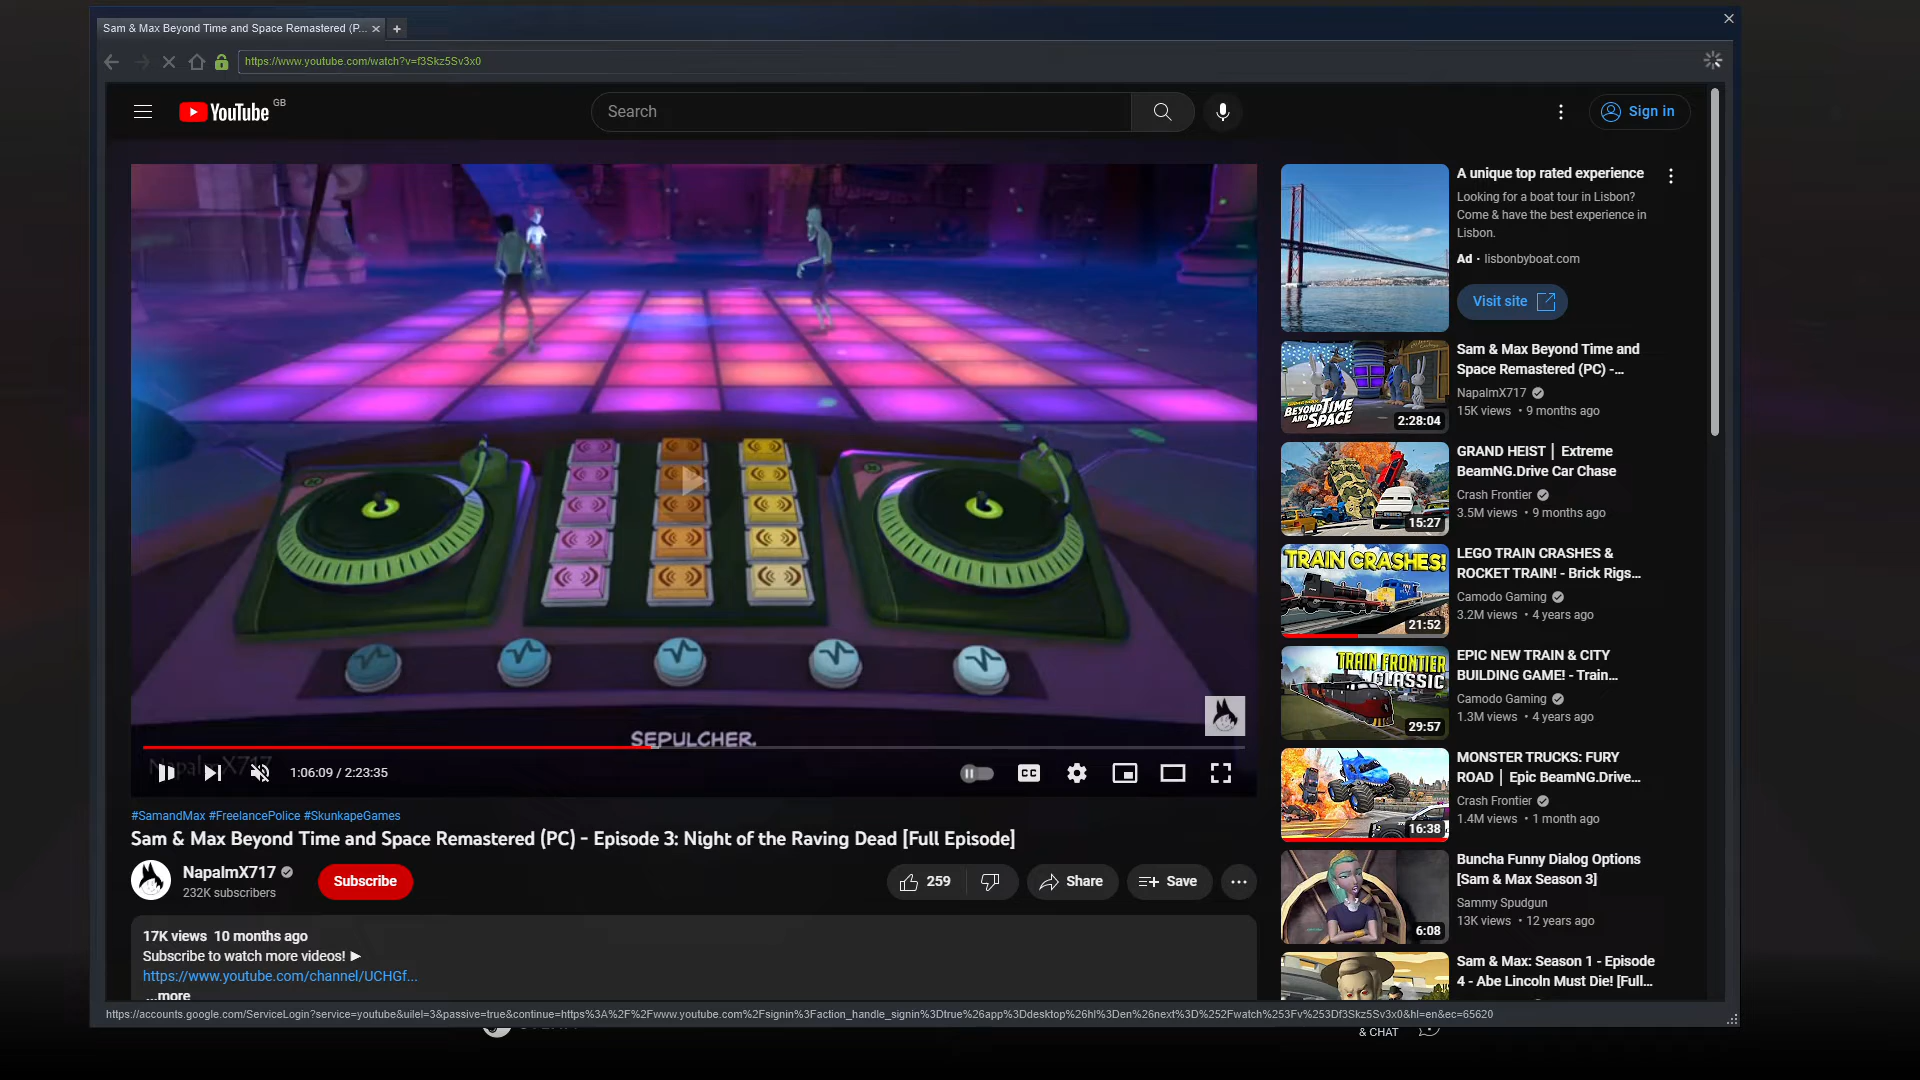 Sam & Max Beyond Time and Space Remastered (P...
https://www.youtube.com/watch?v=f3Skz5Sv3x0
YouTube GB
Search
Sign in
SEPULCHER.
NapalmX717
1:06:09 / 2:23:35
CC
#SamandMax #FreelancePolice #SkunkapeGames
Sam & Max Beyond Time and Space Remastered (PC) - Episode 3: Night of the Raving Dead [Full Episode]
NapalmX717
232K subscribers
Subscribe
259
Share
Save
17K views 10 months ago
Subscribe to watch more videos! ►
https://www.youtube.com/channel/UCHGf...
...more
A unique top rated experience
Looking for a boat tour in Lisbon?
Come & have the best experience in
Lisbon.
Ad · lisbonbyboat.com
Visit site
BEYOND TIME
AND SPACE
2:28:04
Sam & Max Beyond Time and
Space Remastered (PC) -...
NapalmX717
15K views • 9 months ago
15:27
GRAND HEIST | Extreme
BeamNG.Drive Car Chase
Crash Frontier
3.5M views • 9 months ago
TRAIN CRASHES!
21:52
LEGO TRAIN CRASHES &
ROCKET TRAIN! - Brick Rigs...
Camodo Gaming
3.2M views • 4 years ago
TRAIN FRONTIER
CLASSIC
29:57
EPIC NEW TRAIN & CITY
BUILDING GAME! - Train...
Camodo Gaming
1.3M views • 4 years ago
16:38
MONSTER TRUCKS: FURY
ROAD | Epic BeamNG.Drive...
Crash Frontier
1.4M views • 1 month ago
6:08
Buncha Funny Dialog Options
[Sam & Max Season 3]
Sammy Spudgun
13K views • 12 years ago
Sam & Max: Season 1 - Episode
4 - Abe Lincoln Must Die! [Full...
https://accounts.google.com/ServiceLogin?service=youtube&uilel=3&passive=true&continue=https%3A%2F%2Fwww.youtube.com%2Fsignin%3Faction_handle_signin%3Dtrue%26app%3Ddesktop%26hl%3Den%26next%3D%252Fwatch%253Fv%253Df3Skz5Sv3x0&hl=en&ec=65620
& CHAT